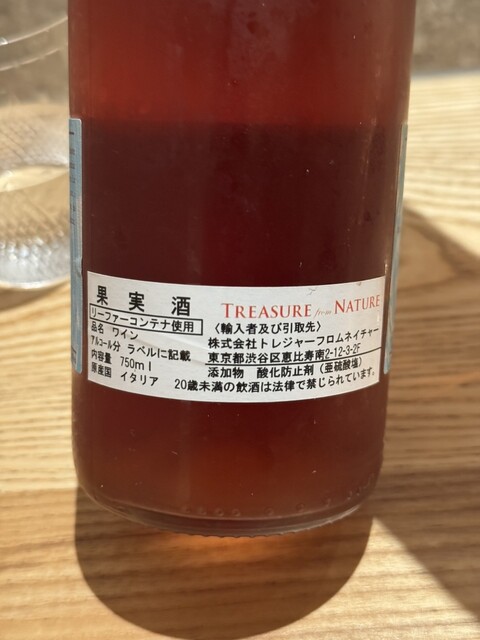 果実酒 TREASURE from NATURE
リーファーコンテナ使用 〈輸入者及び引取先〉
品名 ワイン 株式会社トレジャーフロムネイチャー
アルコール分 ラベルに記載 東京都渋谷区恵比寿南2-12-3-2F
内容量 750ml 添加物 酸化防止剤（亜硫酸塩）
原産国 イタリア 20歳未満の飲酒は法律で禁じられています。